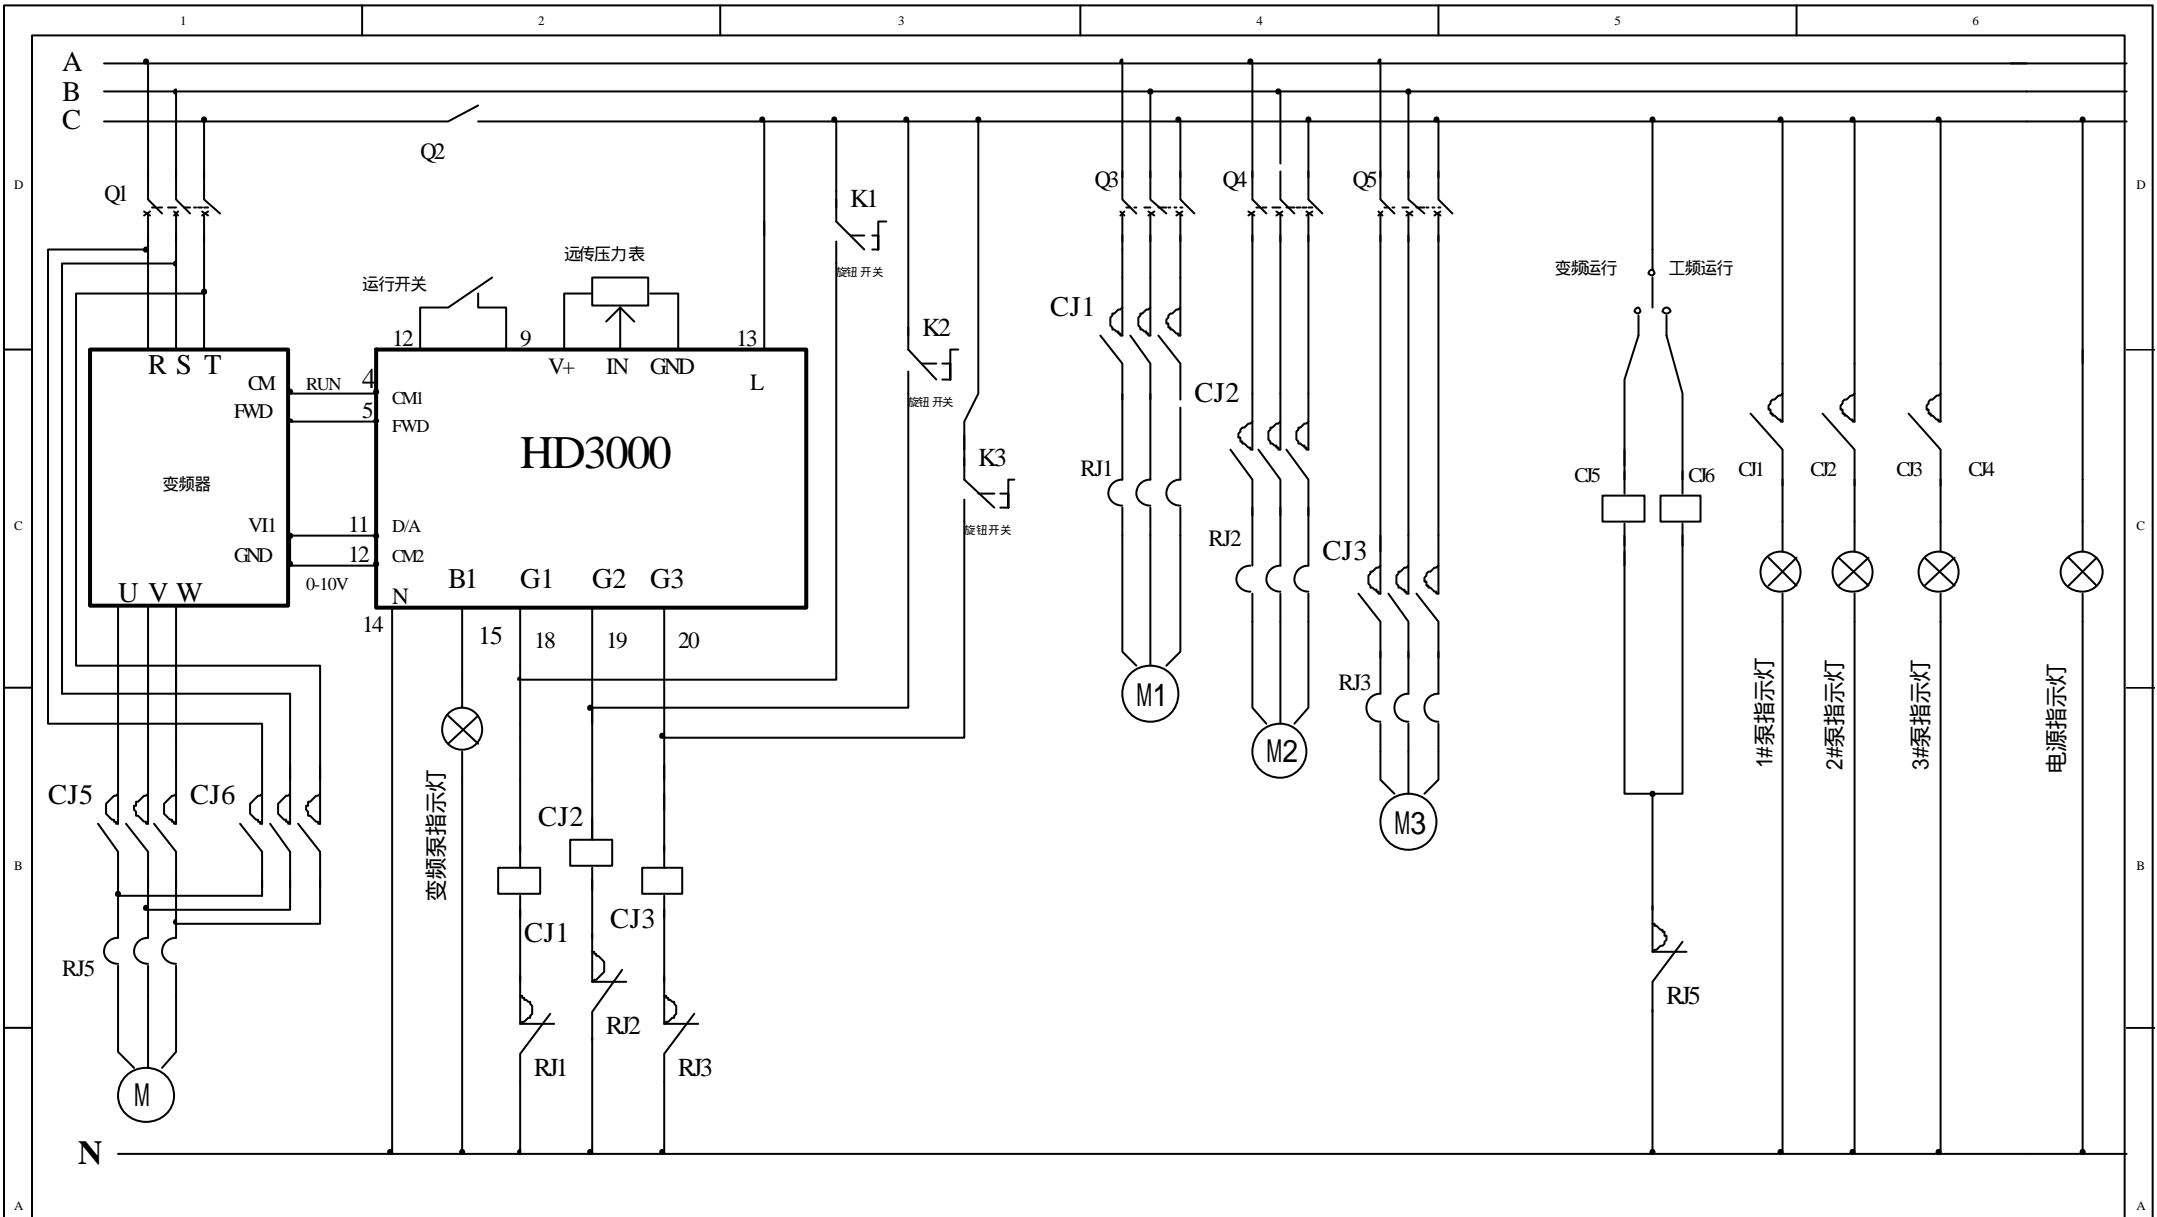 1 2 3 4 5 6
A
B
C
Q2
D D
Q1 K1 Q3 Q4 Q5
远传压力表
运行开关
旋钮开关
变频运行 工频运行
CJ1
12 9 13
K2
R S T
V+ IN GND
L
CM RUN 4
CM1
FWD 5
FWD
CJ2
旋钮开关
HD3000
K3
RJ1
CJ5 CJ6 CJ1 CJ2 CJ3 CJ4
变频器
旋钮开关
VI1 11 D/A
GND 12 CM2
C C
0-10V
RJ2
CJ3
U V W
N
B1 G1 G2 G3
14 15 18 19 20
RJ3
M1
1#泵指示灯
2#泵指示灯
3#泵指示灯
电源指示灯
M2
CJ5 CJ6
变频泵指示灯
CJ2
M3
B B
CJ1 CJ3
RJ5
RJ5
RJ2
RJ1 RJ3
M
N
A A